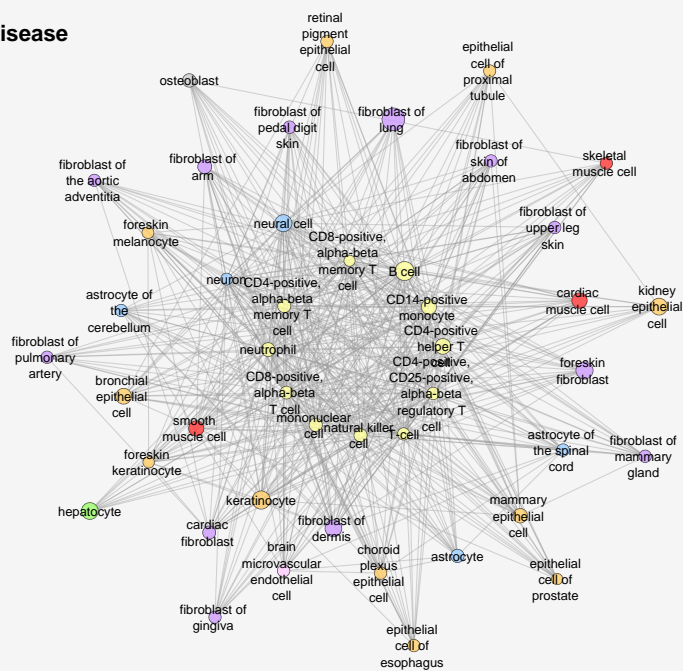 isease
retinal
pigment
epithelial
cell
epithelial
cell of
proximal
tubule
osteoblast
fibroblast of
pedal digit
skin
fibroblast of
lung
fibroblast of
the aortic
adventitia
fibroblast of
arm
fibroblast of
skin of
abdomen
skeletal
muscle cell
foreskin
melanocyte
neural cell
CD8-positive,
alpha-beta
memory T
cell
fibroblast of
upper leg
skin
B cell
neuron
CD4-positive,
alpha-beta
memory T
cell
CD14-positive
monocyte
cardiac
muscle cell
kidney
epithelial
cell
astrocyte of
the
cerebellum
CD4-positive
helper T
cell
fibroblast of
pulmonary
artery
neutrophil
CD4-positive,
CD25-positive,
alpha-beta
regulatory T
cell
foreskin
fibroblast
bronchial
epithelial
cell
CD8-positive,
alpha-beta
T cell
smooth
muscle cell
mononuclear
cell
natural killer
cell
T-cell
astrocyte of
the spinal
cord
fibroblast of
mammary
gland
foreskin
keratinocyte
hepatocyte
keratinocyte
mammary
epithelial
cell
cardiac
fibroblast
fibroblast of
dermis
brain
microvascular
endothelial
cell
choroid
plexus
epithelial
cell
astrocyte
epithelial
cell of
prostate
fibroblast of
gingiva
epithelial
cell of
esophagus